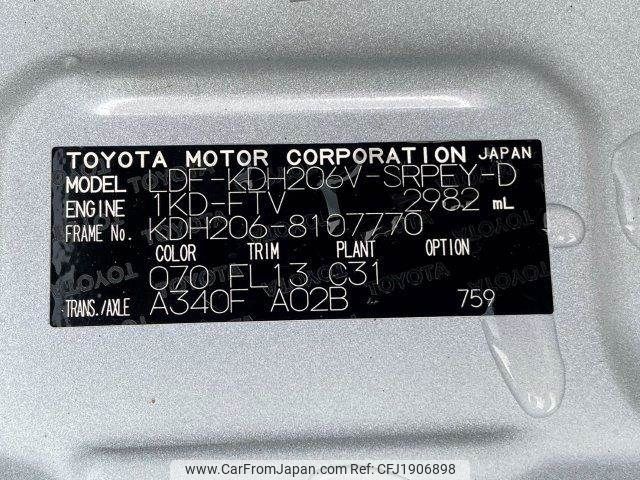 TOYOTA MOTOR CORPORATION JAPAN
MODEL LDF-KDH206V-SRPEY-D
ENGINE 1KD-FTV 2982 mL
FRAME No. KDH206-8107770
COLOR TRIM PLANT OPTION
070 FL13 C31
TRANS./AXLE A340F A02B 759
www.CarFromJapan.com | Ref No: CFJ1906898